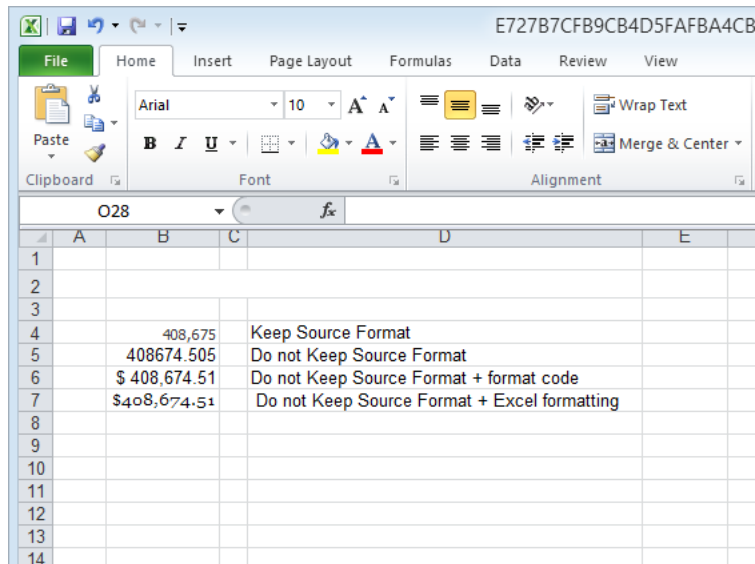 E727B7CFB9CB4D5FAFBA4CB
File Home Insert Page Layout Formulas Data Review View
Arial 10 A A Wrap Text
Paste B I U A Merge & Center
Clipboard Font Alignment
O28 fx
A B C D E
1
2
3
4 408,675 Keep Source Format
5 408674.505 Do not Keep Source Format
6 $ 408,674.51 Do not Keep Source Format + format code
7 $408,674.51 Do not Keep Source Format + Excel formatting
8
9
10
11
12
13
14